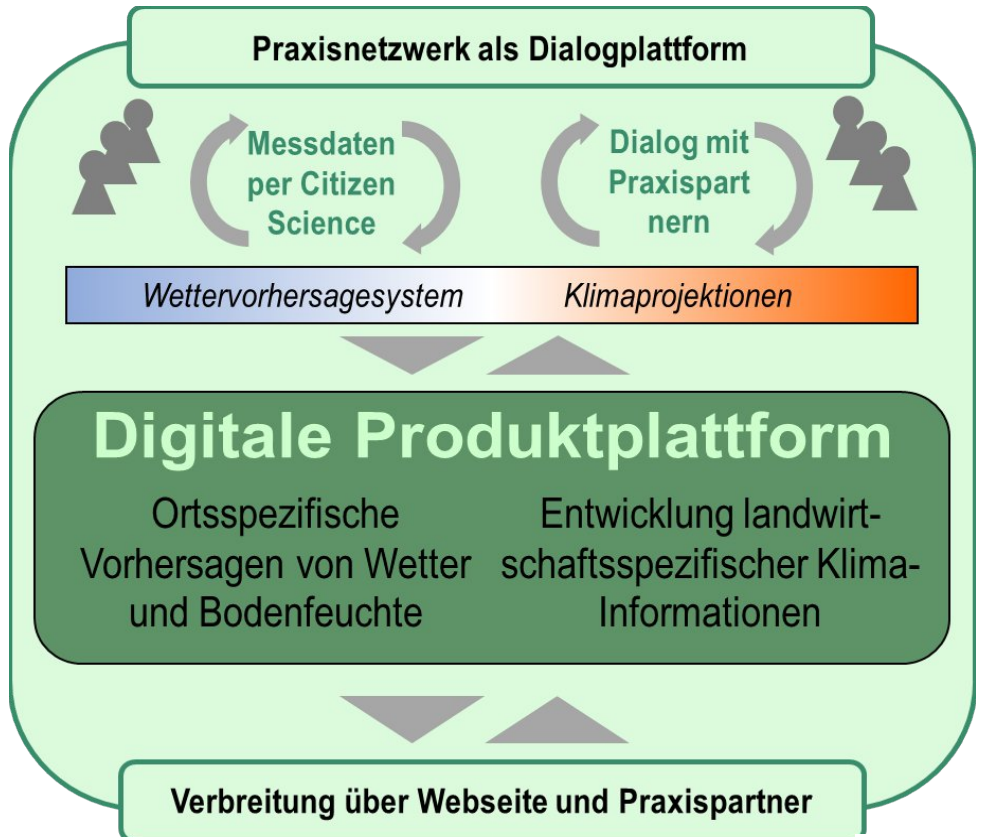 Praxisnetzwerk als Dialogplattform
Messdaten
per Citizen
Science
Dialog mit
Praxispart
nern
Wettervorhersagesystem
Klimaprojektionen
Digitale Produktplattform
Ortsspezifische
Vorhersagen von Wetter
und Bodenfeuchte
Entwicklung landwirt-
schaftsspezifischer Klima-
Informationen
Verbreitung über Webseite und Praxispartner